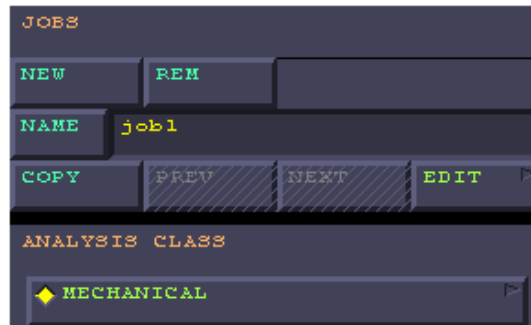 JOBS
NEW REM
NAME job1
COPY PREV NEXT EDIT
ANALYSIS CLASS
MECHANICAL